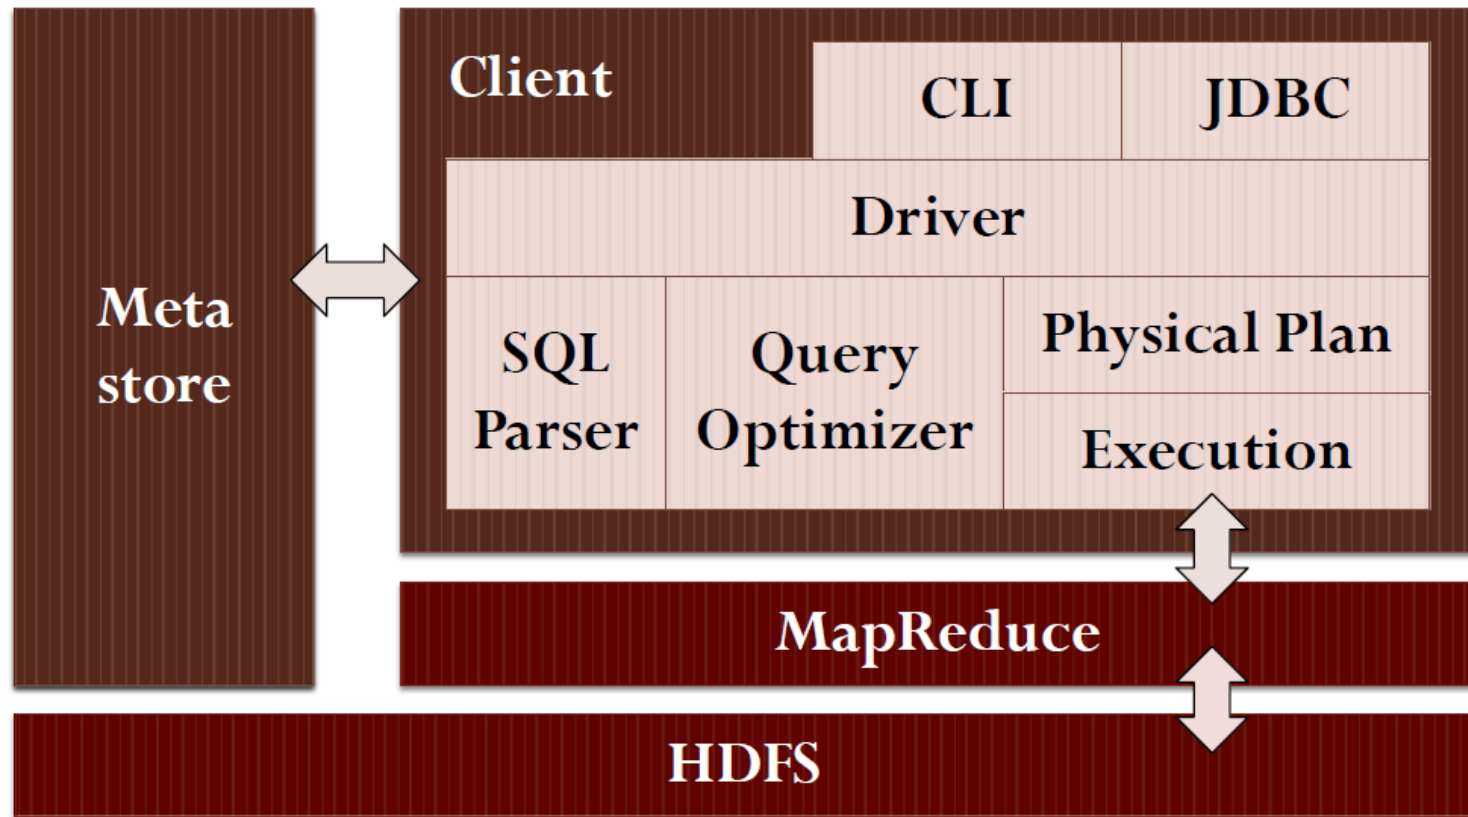 Client
CLI
JDBC
Driver
Meta
store
SQL
Parser
Query
Optimizer
Physical Plan
Execution
MapReduce
HDFS